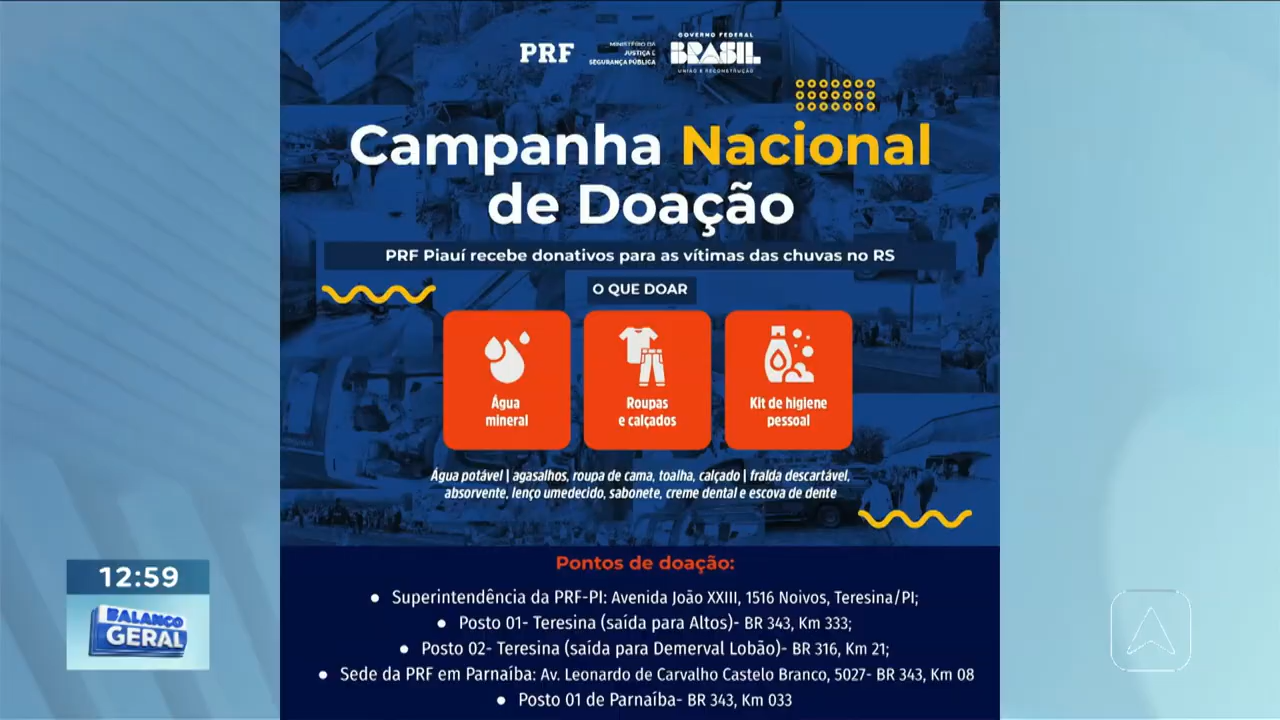 PRF
MINISTÉRIO DA
JUSTIÇA E
SEGURANÇA PÚBLICA
GOVERNO FEDERAL
BRASIL
UNIÃO E RECONSTRUÇÃO
Campanha Nacional
de Doação
PRF Piauí recebe donativos para as vítimas das chuvas no RS
O QUE DOAR
Água
mineral
Roupas
e calçados
Kit de higiene
pessoal
Água potável | agasalhos, roupa de cama, toalha, calçado | fralda descartável,
absorvente, lenço umedecido, sabonete, creme dental e escova de dente
Pontos de doação:
● Superintendência da PRF-PI: Avenida João XXIII, 1516 Noivos, Teresina/PI;
● Posto 01- Teresina (saída para Altos)- BR 343, Km 333;
● Posto 02- Teresina (saída para Demerval Lobão)- BR 316, Km 21;
● Sede da PRF em Parnaíba: Av. Leonardo de Carvalho Castelo Branco, 5027- BR 343, Km 08
● Posto 01 de Parnaíba- BR 343, Km 033
12:59
BALANÇO
GERAL